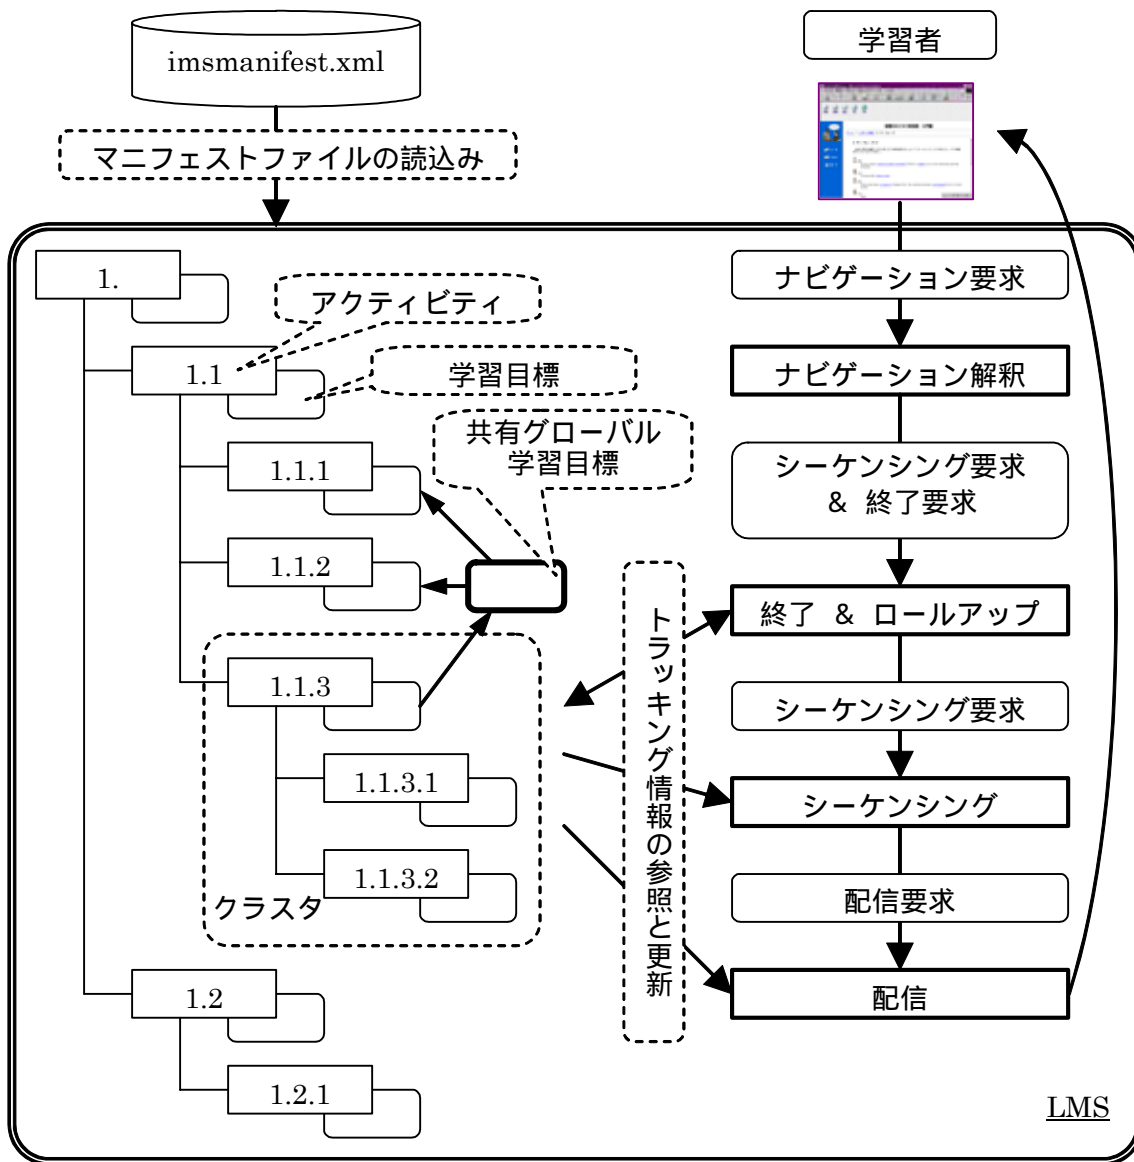 imsmanifest.xml
マニフェストファイルの読込み
学習者
1.
アクティビティ
1.1
学習目標
共有グローバル
学習目標
1.1.1
1.1.2
1.1.3
1.1.3.1
1.1.3.2
クラスタ
1.2
1.2.1
トラッキング情報の参照と更新
ナビゲーション要求
ナビゲーション解釈
シーケンシング要求
& 終了要求
終了 & ロールアップ
シーケンシング要求
シーケンシング
配信要求
配信
LMS